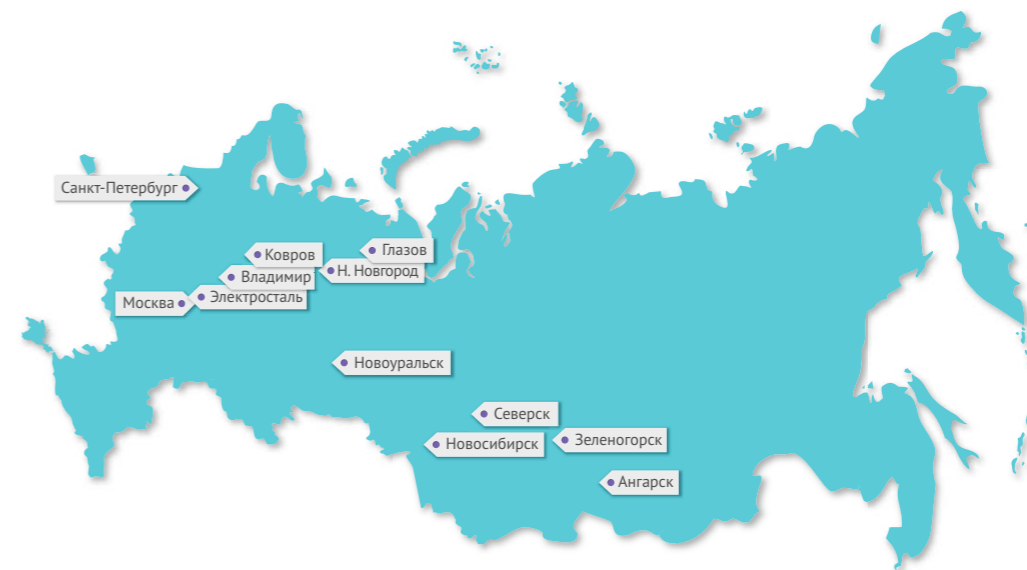 Санкт-Петербург
Глазов
Ковров
Н. Новгород
Владимир
Электросталь
Москва
Новоуральск
Северск
Зеленогорск
Новосибирск
Ангарск